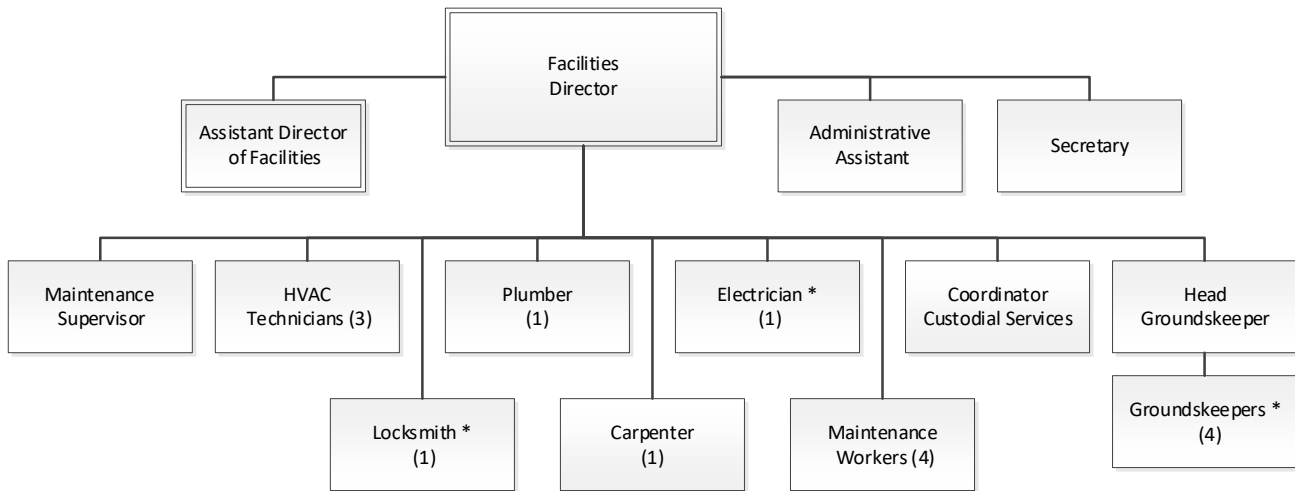 Facilities
Director
Assistant Director
of Facilities
Administrative
Assistant
Secretary
Maintenance
Supervisor
HVAC
Technicians (3)
Plumber
(1)
Electrician *
(1)
Coordinator
Custodial Services
Head
Groundskeeper
Locksmith *
(1)
Carpenter
(1)
Maintenance
Workers (4)
Groundskeepers *
(4)